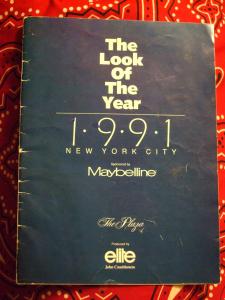 The
Look
Of The
Year
1·9·9·1
NEW YORK CITY
Sponsored by
Maybelline
The Plaza
Produced by
elite
John Casablancas